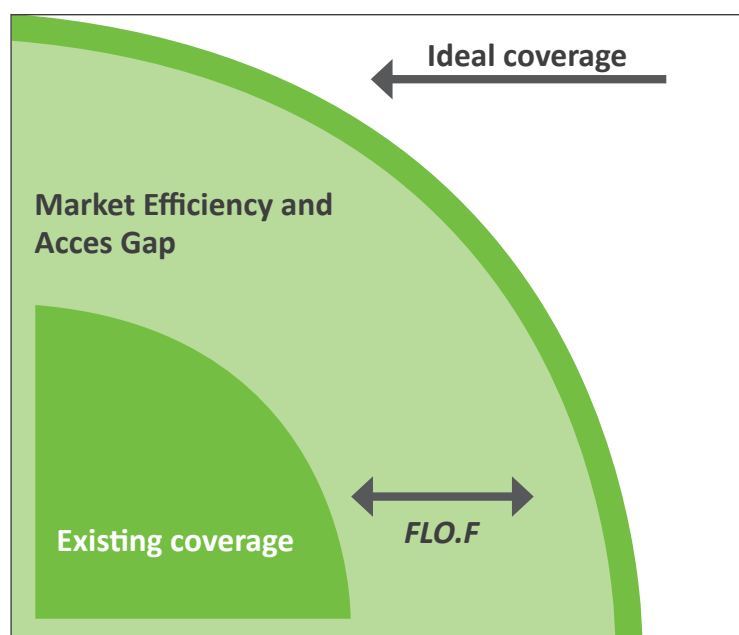 Ideal coverage
Market Efficiency and
Acces Gap
FLO.F
Existing coverage